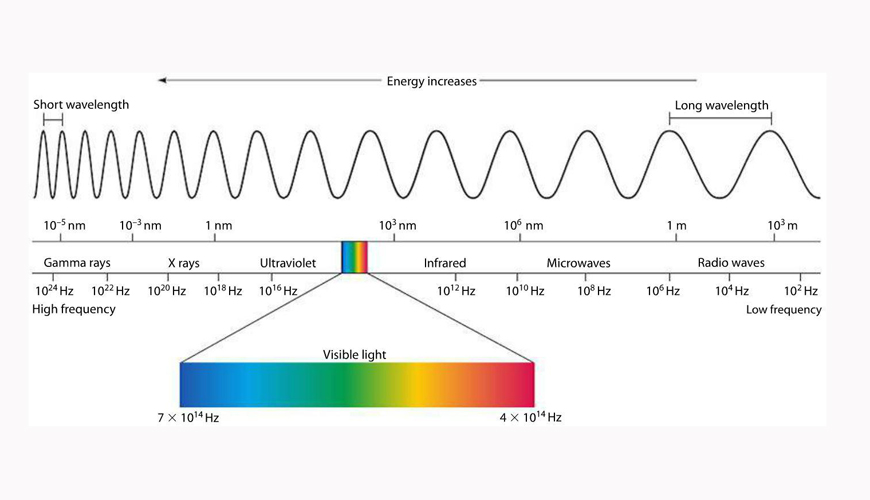 Energy increases
Short wavelength
Long wavelength
10⁻⁵ nm 10⁻³ nm 1 nm 10³ nm 10⁶ nm 1 m 10³ m
Gamma rays X rays Ultraviolet Infrared Microwaves Radio waves
10²⁴ Hz 10²² Hz 10²⁰ Hz 10¹⁸ Hz 10¹⁶ Hz 10¹² Hz 10¹⁰ Hz 10⁸ Hz 10⁶ Hz 10⁴ Hz 10² Hz
High frequency Low frequency
Visible light
7 × 10¹⁴ Hz 4 × 10¹⁴ Hz